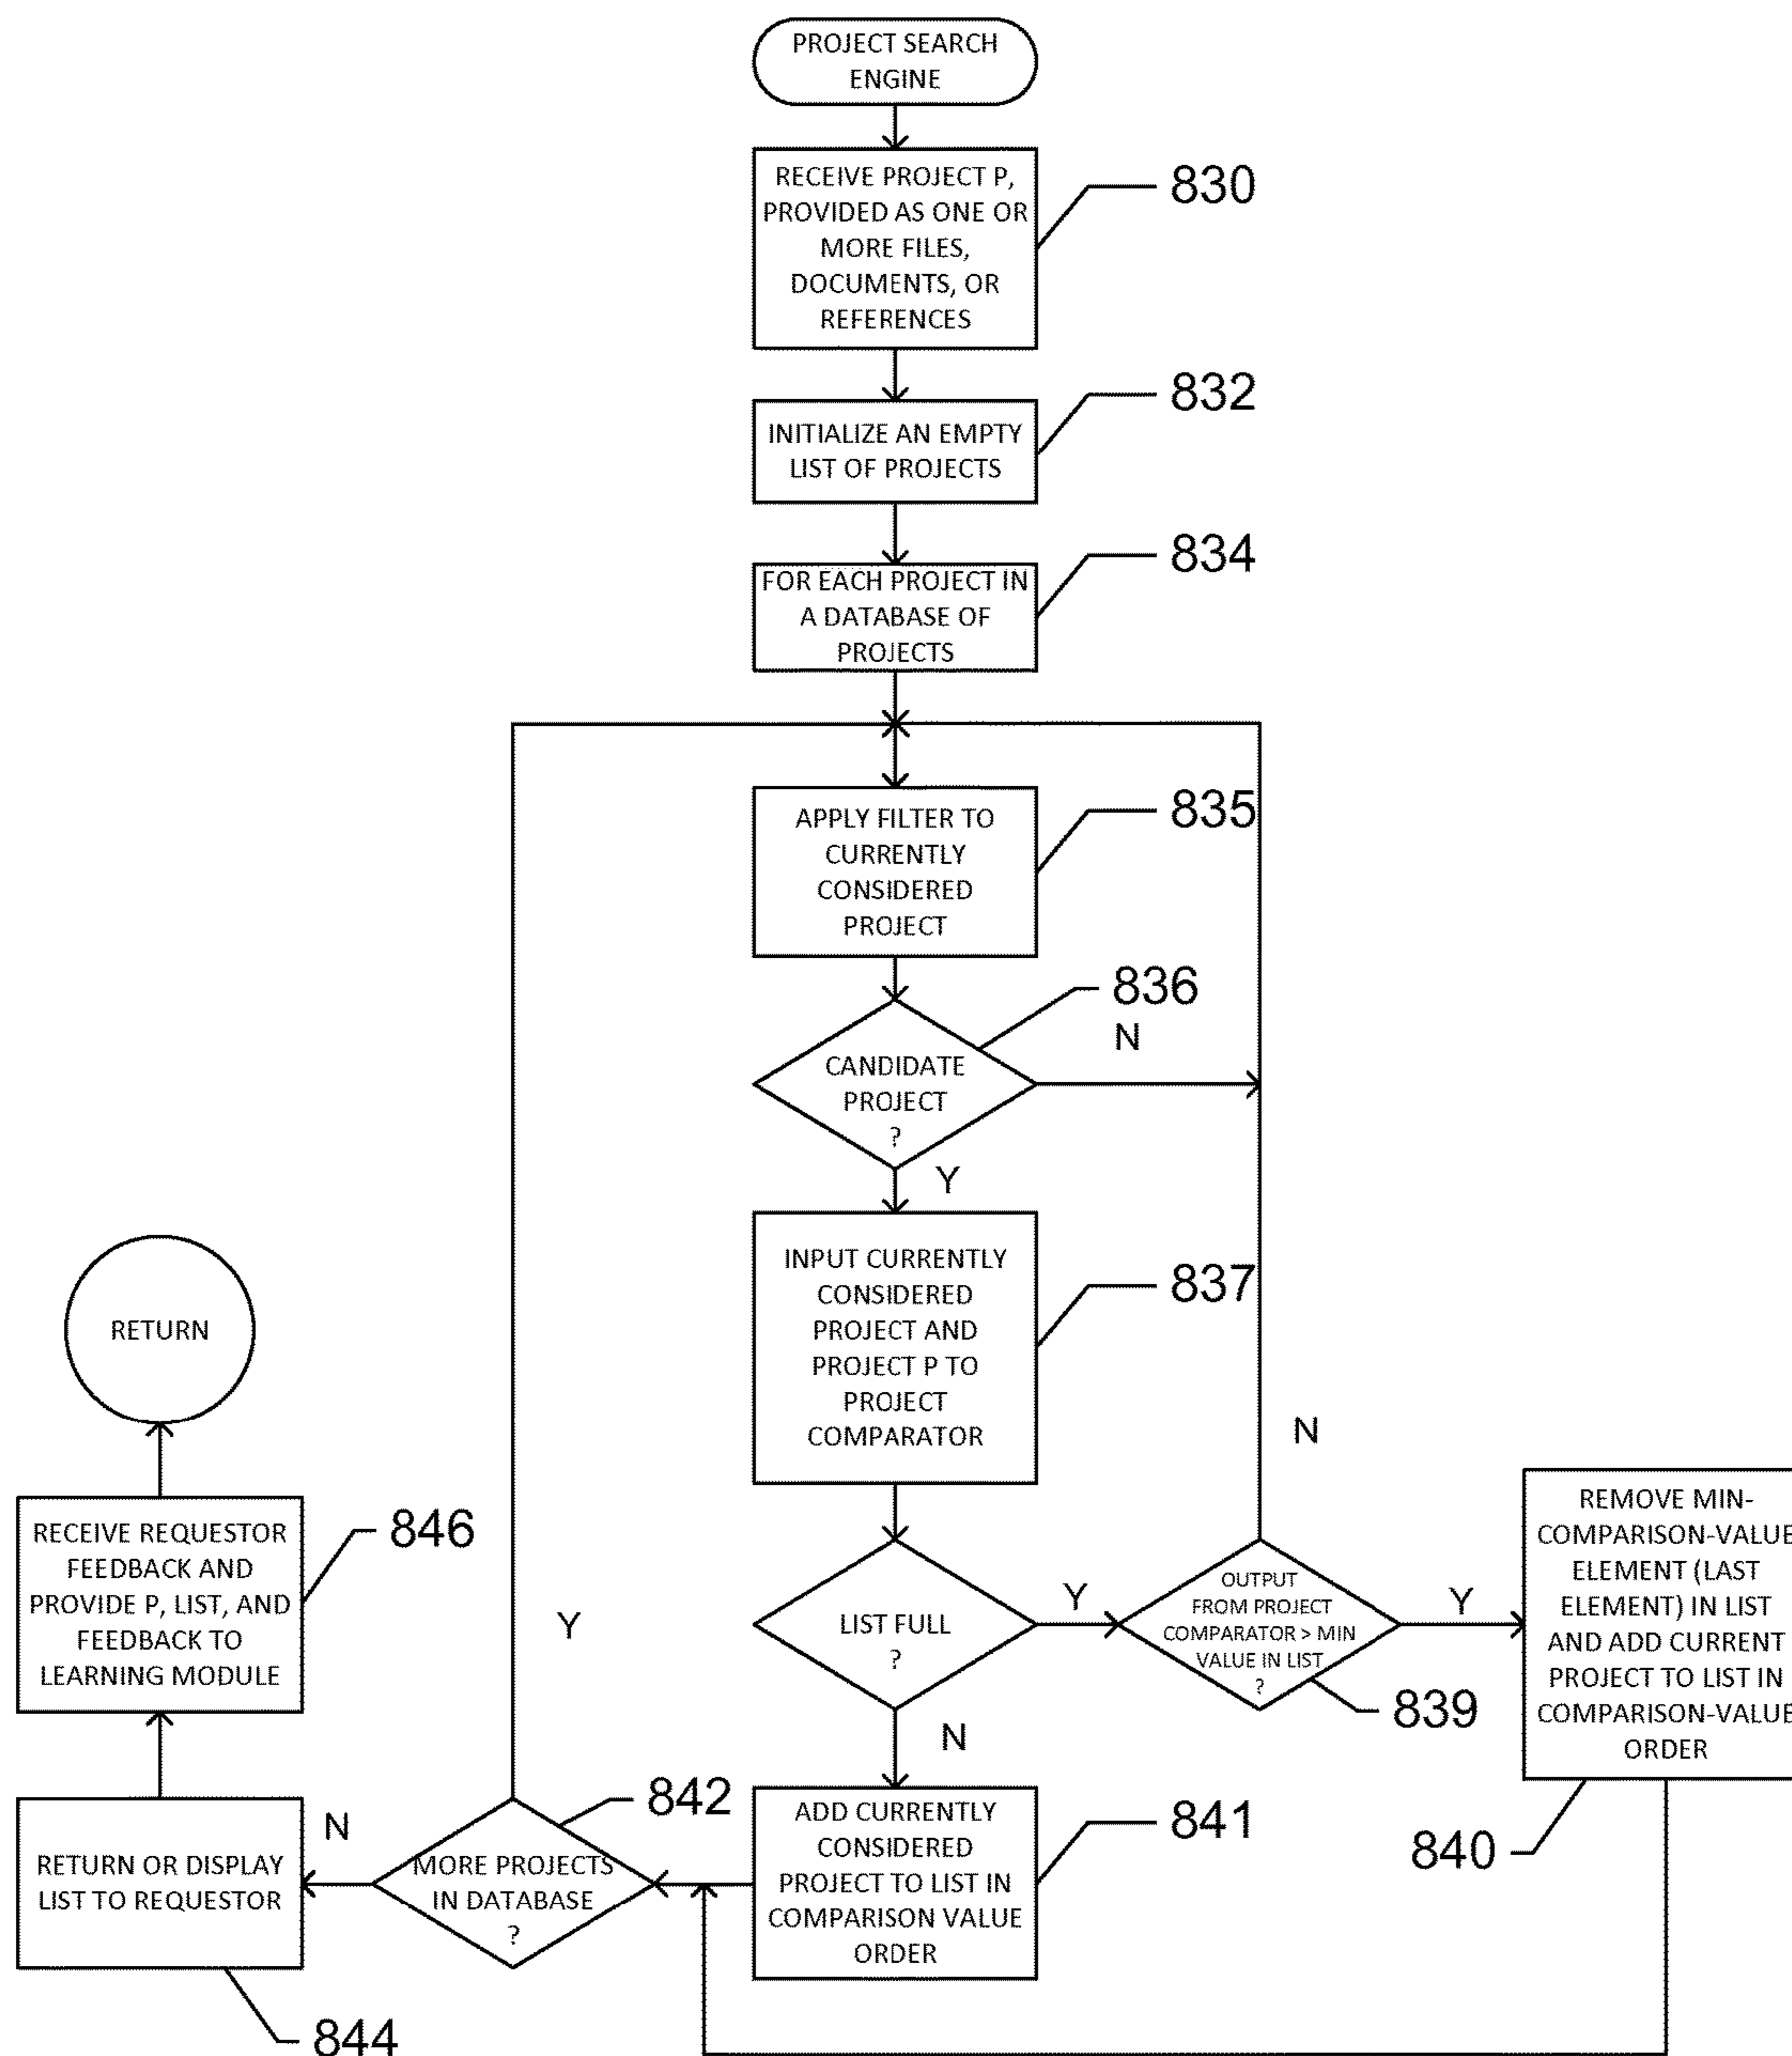 PROJECT SEARCH
ENGINE
RECEIVE PROJECT P,
PROVIDED AS ONE OR
MORE FILES,
DOCUMENTS, OR
REFERENCES
830
INITIALIZE AN EMPTY
LIST OF PROJECTS
832
FOR EACH PROJECT IN
A DATABASE OF
PROJECTS
834
APPLY FILTER TO
CURRENTLY
CONSIDERED
PROJECT
835
CANDIDATE
PROJECT
?
836
N
Y
INPUT CURRENTLY
CONSIDERED
PROJECT AND
PROJECT P TO
PROJECT
COMPARATOR
837
LIST FULL
?
Y
N
OUTPUT
FROM PROJECT
COMPARATOR > MIN
VALUE IN LIST
?
839
N
Y
REMOVE MIN-
COMPARISON-VALUE
ELEMENT (LAST
ELEMENT) IN LIST
AND ADD CURRENT
PROJECT TO LIST IN
COMPARISON-VALUE
ORDER
840
ADD CURRENTLY
CONSIDERED
PROJECT TO LIST IN
COMPARISON VALUE
ORDER
841
MORE PROJECTS
IN DATABASE
?
842
Y
N
RETURN OR DISPLAY
LIST TO REQUESTOR
844
RECEIVE REQUESTOR
FEEDBACK AND
PROVIDE P, LIST, AND
FEEDBACK TO
LEARNING MODULE
846
RETURN